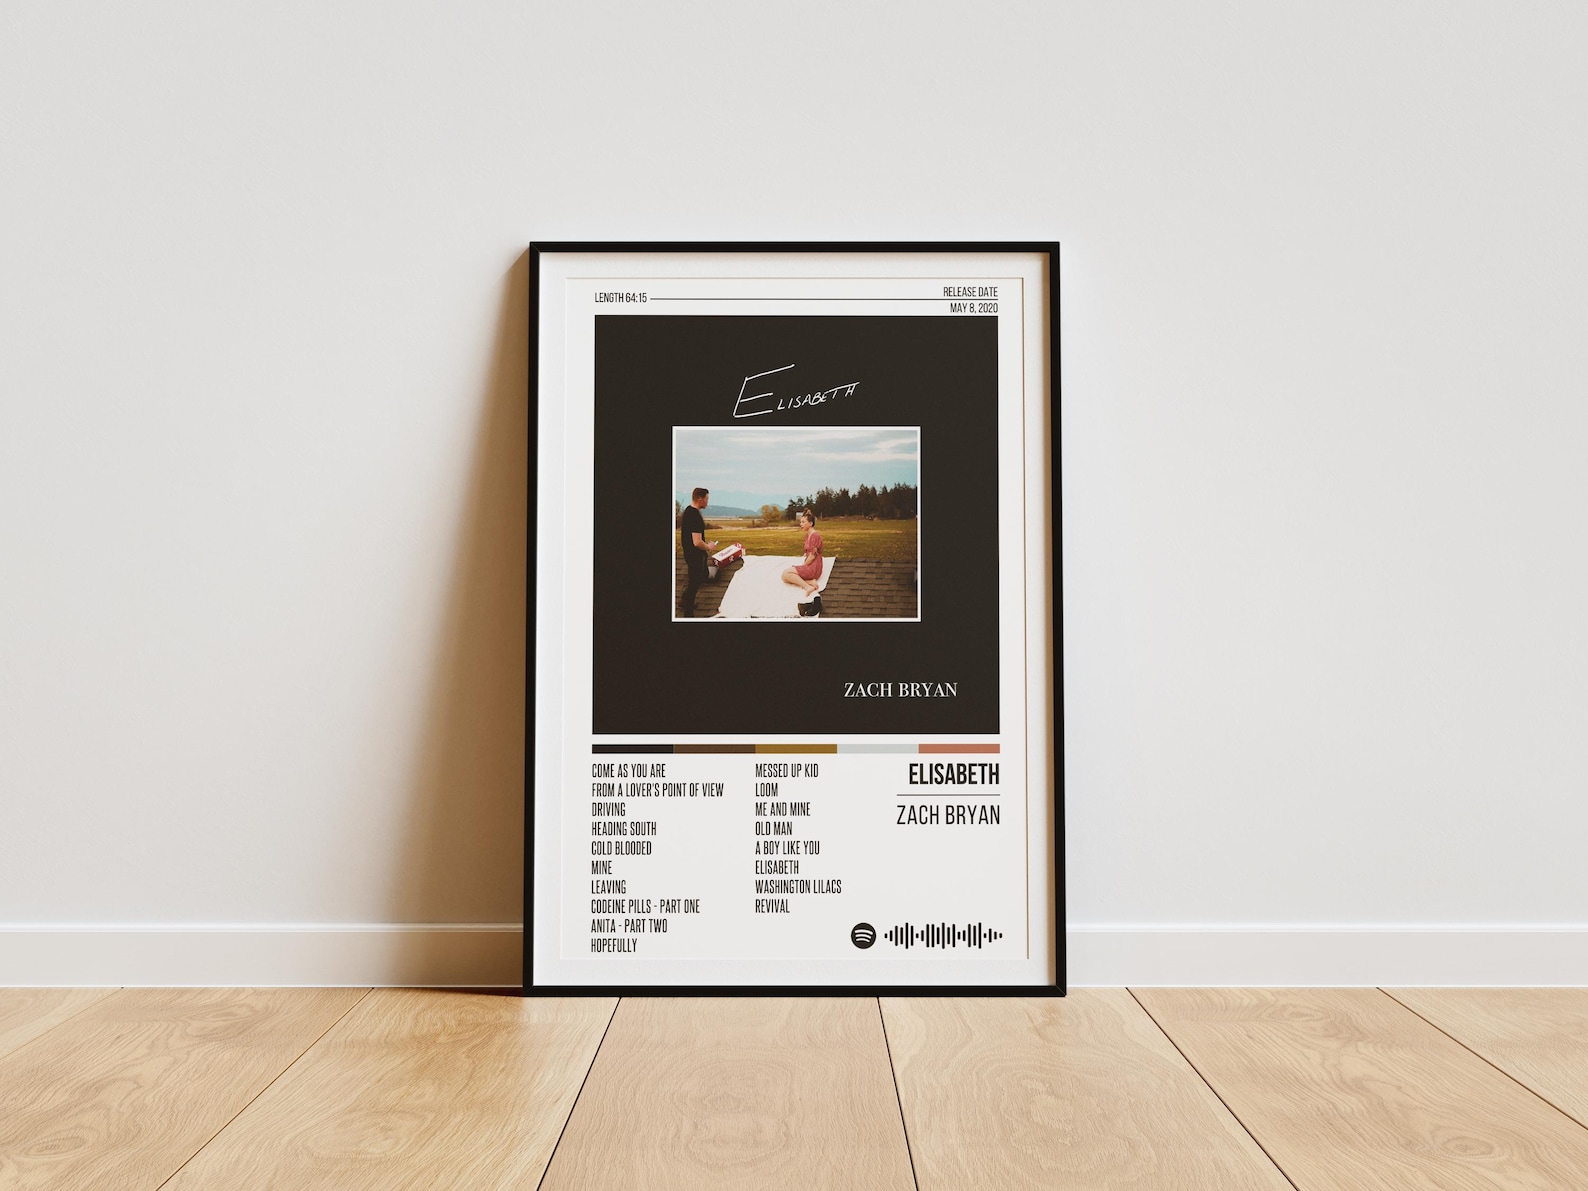 LENGTH 64:15
RELEASE DATE
MAY 8, 2020
ELISABETH
ZACH BRYAN
COME AS YOU ARE
FROM A LOVER'S POINT OF VIEW
DRIVING
HEADING SOUTH
COLD BLOODED
MINE
LEAVING
CODEINE PILLS - PART ONE
ANITA - PART TWO
HOPEFULLY
MESSED UP KID
LOOM
ME AND MINE
OLD MAN
A BOY LIKE YOU
ELISABETH
WASHINGTON LILACS
REVIVAL
ELISABETH
ZACH BRYAN